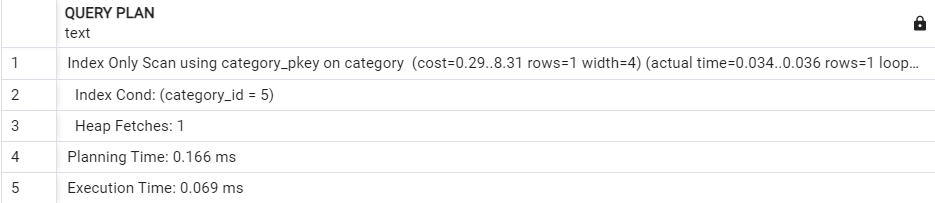 QUERY PLAN
text
1 Index Only Scan using category_pkey on category (cost=0.29..8.31 rows=1 width=4) (actual time=0.034..0.036 rows=1 loop...
2 Index Cond: (category_id = 5)
3 Heap Fetches: 1
4 Planning Time: 0.166 ms
5 Execution Time: 0.069 ms